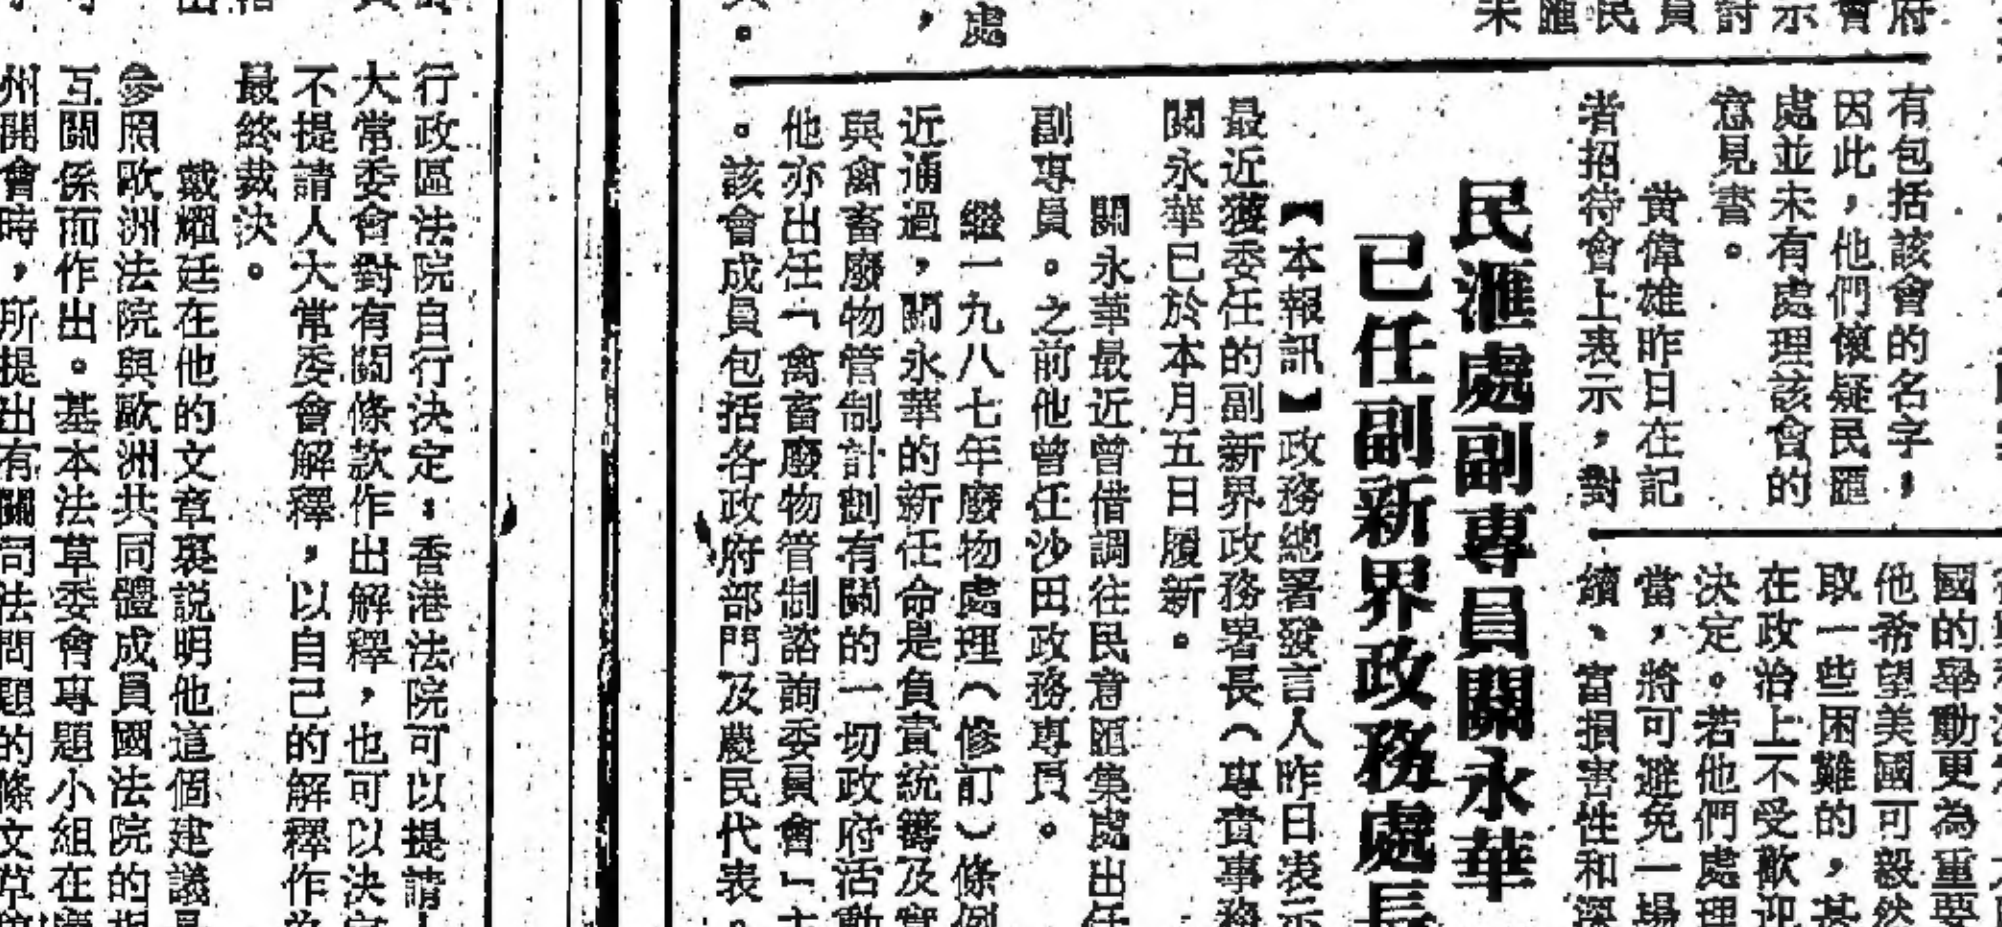 有包括該會的名字，
因此，他們懷疑民匯
處並未有處理該會的
意見書。
黃偉雄昨日在記
者招待會上表示，對
國的舉動更為重要
他希望美國可毅然
取一些困難的，甚
在政治上不受歡迎
決定。若他們處理
當，將可避免一場
續、富損害性和深
民滙處副專員關永華
已任副新界政務處長
【本報訊】政務總署發言人昨日表示
最近獲委任的副新界政務署長（專責事務
關永華已於本月五日履新。
關永華最近曾借調往民意匯集處出任
副專員。之前他曾任沙田政務專員。
繼一九八七年廢物處理（修訂）條例
近通過，關永華的新任命是負責統籌及實
與禽畜廢物管制計劃有關的一切政府活動
他亦出任「禽畜廢物管制諮詢委員會」主
。該會成員包括各政府部門及農民代表。
行政區法院自行決定；香港法院可以提請
大常委會對有關條款作出解釋，也可以決定
不提請人大常委會解釋，以自己的解釋作為
最終裁決。
戴耀廷在他的文章裏説明他這個建議是
參照歐洲法院與歐洲共同體成員國法院的相
互關係而作出。基本法草委會專題小組在廣
州開會時，所提出有關司法問題的條文草